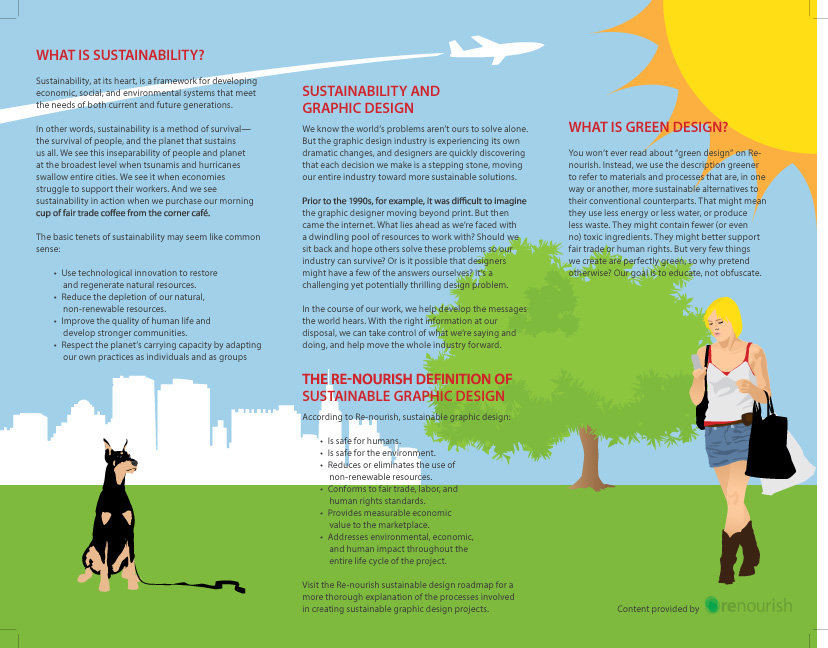 WHAT IS SUSTAINABILITY?
Sustainability, at its heart, is a framework for developing
economic, social, and environmental systems that meet
the needs of both current and future generations.
In other words, sustainability is a method of survival—
the survival of people, and the planet that sustains
us all. We see this inseparability of people and planet
at the broadest level when tsunamis and hurricanes
swallow entire cities. We see it when economies
struggle to support their workers. And we see
sustainability in action when we purchase our morning
cup of fair trade coffee from the corner café.
The basic tenets of sustainability may seem like common
sense:
• Use technological innovation to restore
and regenerate natural resources.
• Reduce the depletion of our natural,
non-renewable resources.
• Improve the quality of human life and
develop stronger communities.
• Respect the planet's carrying capacity by adapting
our own practices as individuals and as groups
SUSTAINABILITY AND
GRAPHIC DESIGN
We know the world's problems aren't ours to solve alone.
But the graphic design industry is experiencing its own
dramatic changes, and designers are quickly discovering
that each decision we make is a stepping stone, moving
our entire industry toward more sustainable solutions.
Prior to the 1990s, for example, it was difficult to imagine
the graphic designer moving beyond print. But then
came the internet. What lies ahead as we're faced with
a dwindling pool of resources to work with? Should we
sit back and hope others solve these problems so our
industry can survive? Or is it possible that designers
might have a few of the answers ourselves? It's a
challenging yet potentially thrilling design problem.
In the course of our work, we help develop the messages
the world hears. With the right information at our
disposal, we can take control of what we're saying and
doing, and help move the whole industry forward.
THE RE-NOURISH DEFINITION OF
SUSTAINABLE GRAPHIC DESIGN
According to Re-nourish, sustainable graphic design:
• Is safe for humans.
• Is safe for the environment.
• Reduces or eliminates the use of
non-renewable resources.
• Conforms to fair trade, labor, and
human rights standards.
• Provides measurable economic
value to the marketplace.
• Addresses environmental, economic,
and human impact throughout the
entire life cycle of the project.
Visit the Re-nourish sustainable design roadmap for a
more thorough explanation of the processes involved
in creating sustainable graphic design projects.
WHAT IS GREEN DESIGN?
You won't ever read about "green design" on Re-
nourish. Instead, we use the description greener
to refer to materials and processes that are, in one
way or another, more sustainable alternatives to
their conventional counterparts. That might mean
they use less energy or less water, or produce
less waste. They might contain fewer (or even
no) toxic ingredients. They might better support
fair trade or human rights. But very few things
we create are perfectly green, so why pretend
otherwise? Our goal is to educate, not obfuscate.
Content provided by renourish